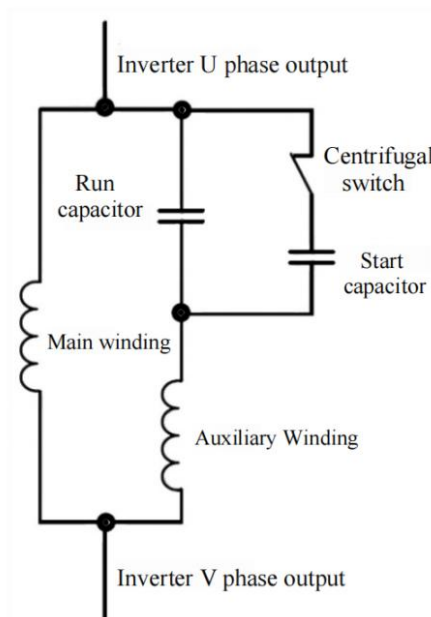 Inverter U phase output
Centrifugal
switch
Run
capacitor
Start
capacitor
Main winding
Auxiliary Winding
Inverter V phase output